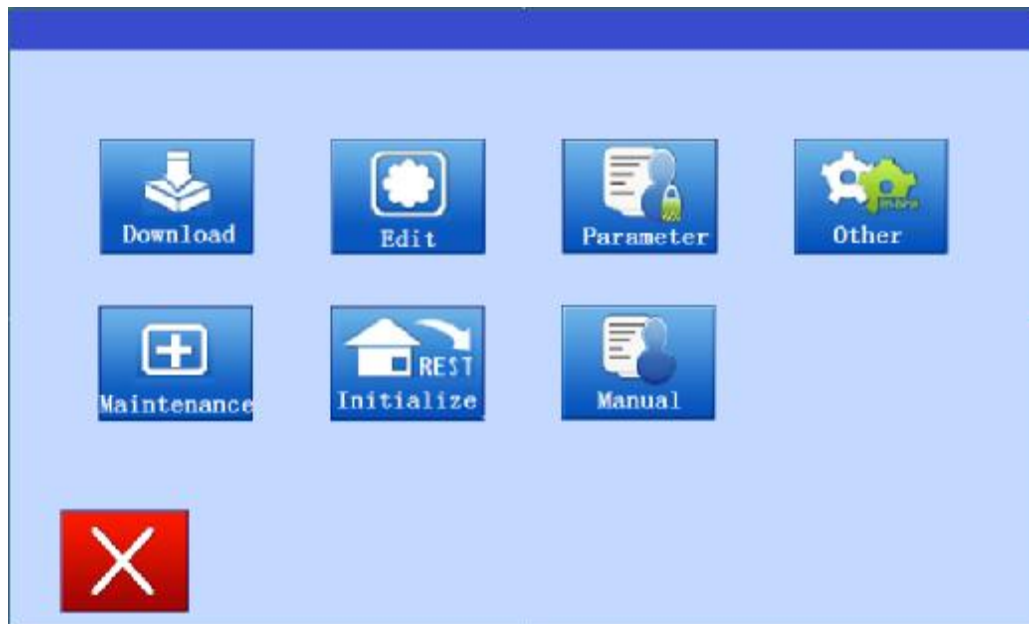 Download
Edit
Parameter
Other
Maintenance
REST
Initialize
Manual